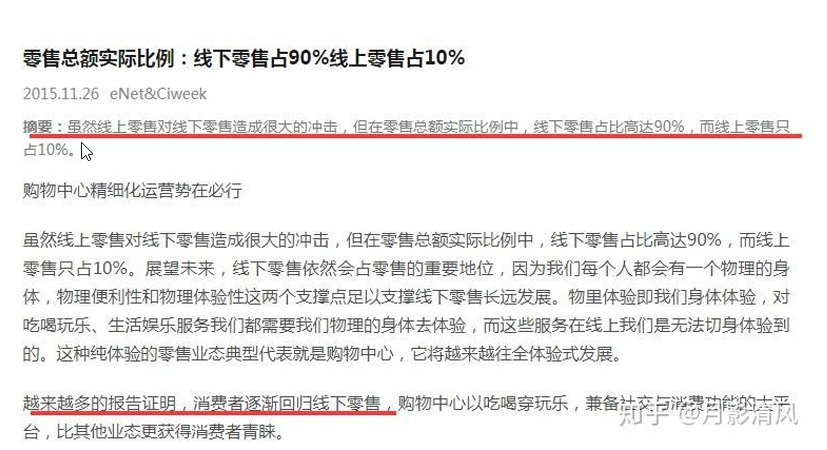 零售总额实际比例：线下零售占90%线上零售占10%
2015.11.26 eNet&Ciweek
摘要：虽然线上零售对线下零售造成很大的冲击，但在零售总额实际比例中，线下零售占比高达90%，而线上零售只
占10%。
购物中心精细化运营势在必行
虽然线上零售对线下零售造成很大的冲击，但在零售总额实际比例中，线下零售占比高达90%，而线上
零售只占10%。展望未来，线下零售依然会占零售的重要地位，因为我们每个人都会有一个物理的身
体，物理便利性和物理体验性这两个支撑点足以支撑线下零售长远发展。物里体验即我们身体体验，对
吃喝玩乐、生活娱乐服务我们都需要我们物理的身体去体验，而这些服务在线上我们是无法切身体验到
的。这种纯体验的零售业态典型代表就是购物中心，它将越来越往全体验式发展。
越来越多的报告证明，消费者逐渐回归线下零售，购物中心以吃喝穿玩乐，兼备社交与消费功能的大平
台，比其他业态更获得消费者青睐。
知乎 @月影清风